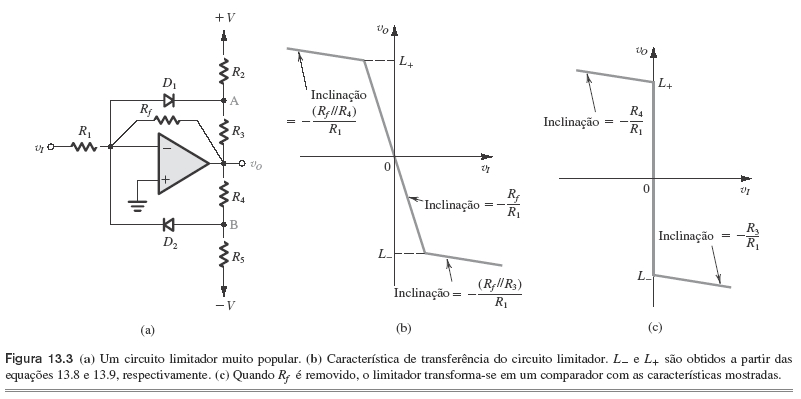 +V
R2
D1
A
Rf
R3
R1
vI
−
+
vO
R4
B
D2
R5
−V
(a)
vO
L+
Inclinação
= − (Rf//R4)
R1
0
vI
Inclinação = − Rf
R1
L−
Inclinação = − (Rf//R3)
R1
(b)
vO
L+
Inclinação = − R4
R1
0
vI
Inclinação = − R3
R1
L−
(c)
Figura 13.3 (a) Um circuito limitador muito popular. (b) Característica de transferência do circuito limitador. L− e L+ são obtidos a partir das
equações 13.8 e 13.9, respectivamente. (c) Quando Rf é removido, o limitador transforma-se em um comparador com as características mostradas.